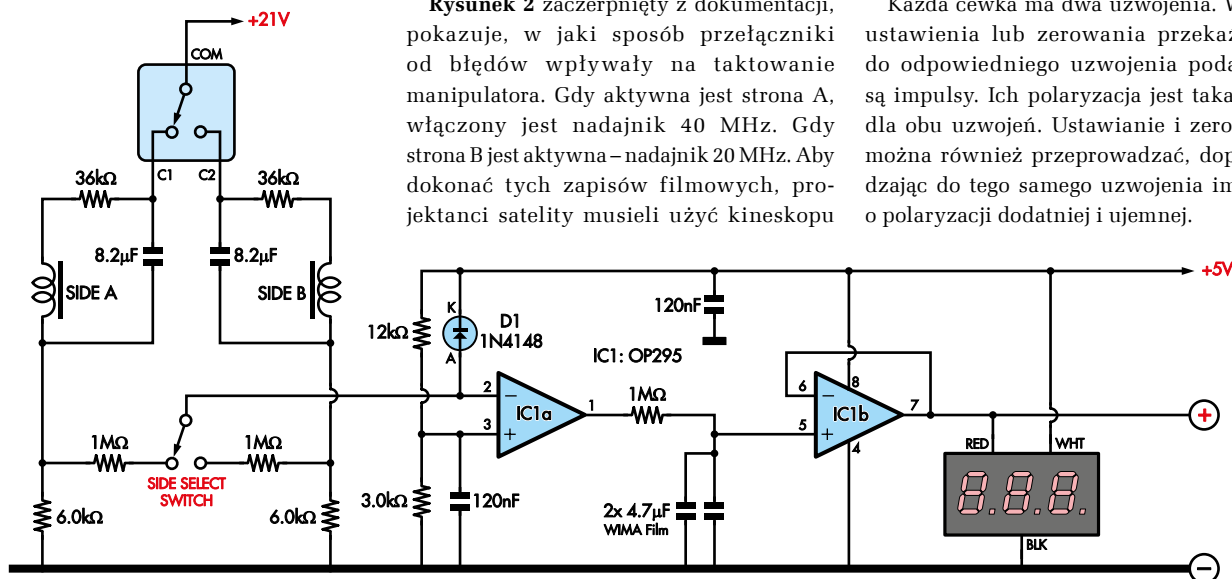 Rysunek 2 zaczerpnięty z dokumentacji,
pokazuje, w jaki sposób przełączniki
od błędów wpływały na taktowanie
manipulatora. Gdy aktywna jest strona A,
włączony jest nadajnik 40 MHz. Gdy
strona B jest aktywna – nadajnik 20 MHz. Aby
dokonać tych zapisów filmowych, pro-
jektanci satelity musieli użyć kineskopu
Każda cewka ma dwa uzwojenia. W
ustawienia lub zerowania przekaź
do odpowiedniego uzwojenia poda
są impulsy. Ich polaryzacja jest taka
dla obu uzwojeń. Ustawianie i zero
można również przeprowadzać, dop
dzając do tego samego uzwojenia im
o polaryzacji dodatniej i ujemnej.
+21V
COM
C1 C2
36kΩ 36kΩ
8.2μF 8.2μF
SIDE A SIDE B
1MΩ 1MΩ
SIDE SELECT
SWITCH
6.0kΩ 6.0kΩ
12kΩ
3.0kΩ
120nF
K
A
D1
1N4148
IC1: OP295
2
−
3
+
IC1a
1
1MΩ
120nF
2x 4.7μF
WIMA Film
6
−
5
+
IC1b
8
7
4
+5V
RED WHT
8.8.8.
BLK
+
−